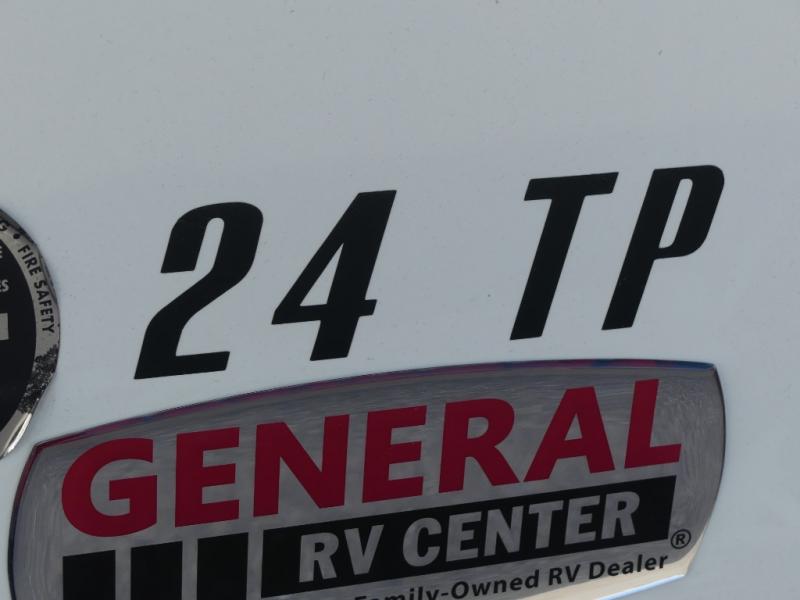 24 TP
FIRE SAFETY
GENERAL
RV CENTER®
Family-Owned RV Dealer